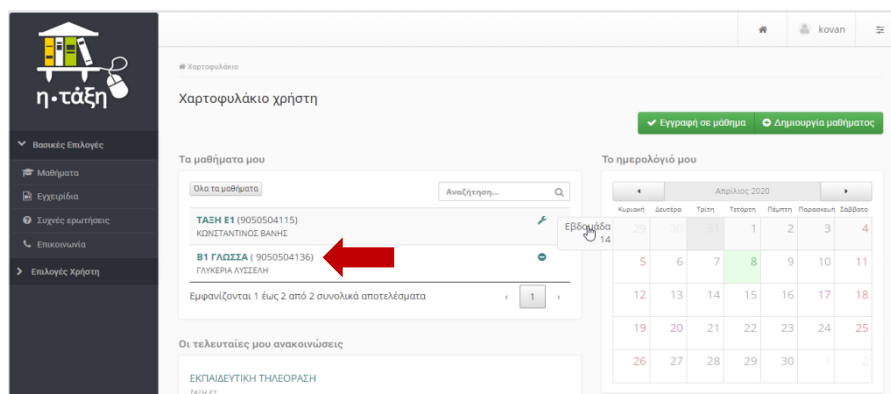 kovan
η·τάξη
Χαρτοφυλάκιο
Χαρτοφυλάκιο χρήστη
Εγγραφή σε μάθημα Δημιουργία μαθήματος
Βασικές Επιλογές
Μαθήματα
Εγχειρίδια
Συχνές ερωτήσεις
Επικοινωνία
Επιλογές Χρήστη
Τα μαθήματα μου
Όλα τα μαθήματα
Αναζήτηση...
ΤΑΞΗ Ε1 (9050504115)
ΚΩΝΣΤΑΝΤΙΝΟΣ ΒΑΝΗΣ
Β1 ΓΛΩΣΣΑ ( 9050504136)
ΓΛΥΚΕΡΙΑ ΛΥΣΣΕΛΗ
Εμφανίζονται 1 έως 2 από 2 συνολικά αποτελέσματα
‹ 1 ›
Οι τελευταίες μου ανακοινώσεις
ΕΚΠΑΙΔΕΥΤΙΚΗ ΤΗΛΕΟΡΑΣΗ
ΤΑΞΗ Ε1
Το ημερολόγιό μου
Απρίλιος 2020
Κυριακή Δευτέρα Τρίτη Τετάρτη Πέμπτη Παρασκευή Σάββατο
Εβδομάδα
14
29 30 31 1 2 3 4
5 6 7 8 9 10 11
12 13 14 15 16 17 18
19 20 21 22 23 24 25
26 27 28 29 30 1 2